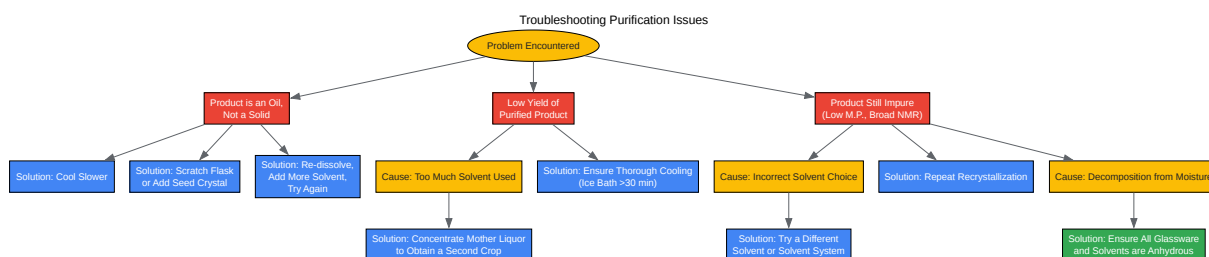 Troubleshooting Purification Issues
Problem Encountered
Product is an Oil,
Not a Solid
Low Yield of
Purified Product
Product Still Impure
(Low M.P., Broad NMR)
Solution: Cool Slower
Solution: Scratch Flask
or Add Seed Crystal
Solution: Re-dissolve,
Add More Solvent,
Try Again
Cause: Too Much Solvent Used
Solution: Ensure Thorough Cooling
(Ice Bath >30 min)
Cause: Incorrect Solvent Choice
Solution: Repeat Recrystallization
Cause: Decomposition from Moisture
Solution: Concentrate Mother Liquor
to Obtain a Second Crop
Solution: Try a Different
Solvent or Solvent System
Solution: Ensure All Glassware
and Solvents are Anhydrous